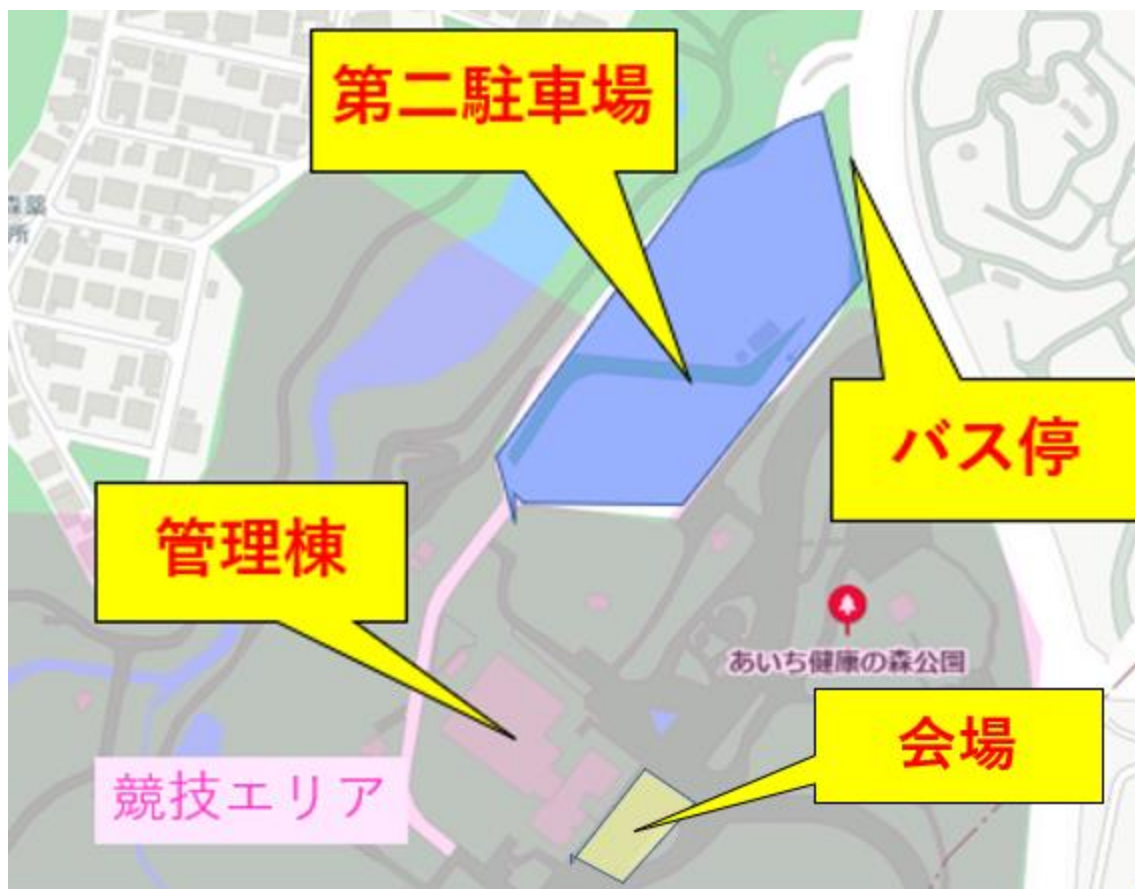 第二駐車場
バス停
管理棟
あいち健康の森公園
会場
競技エリア